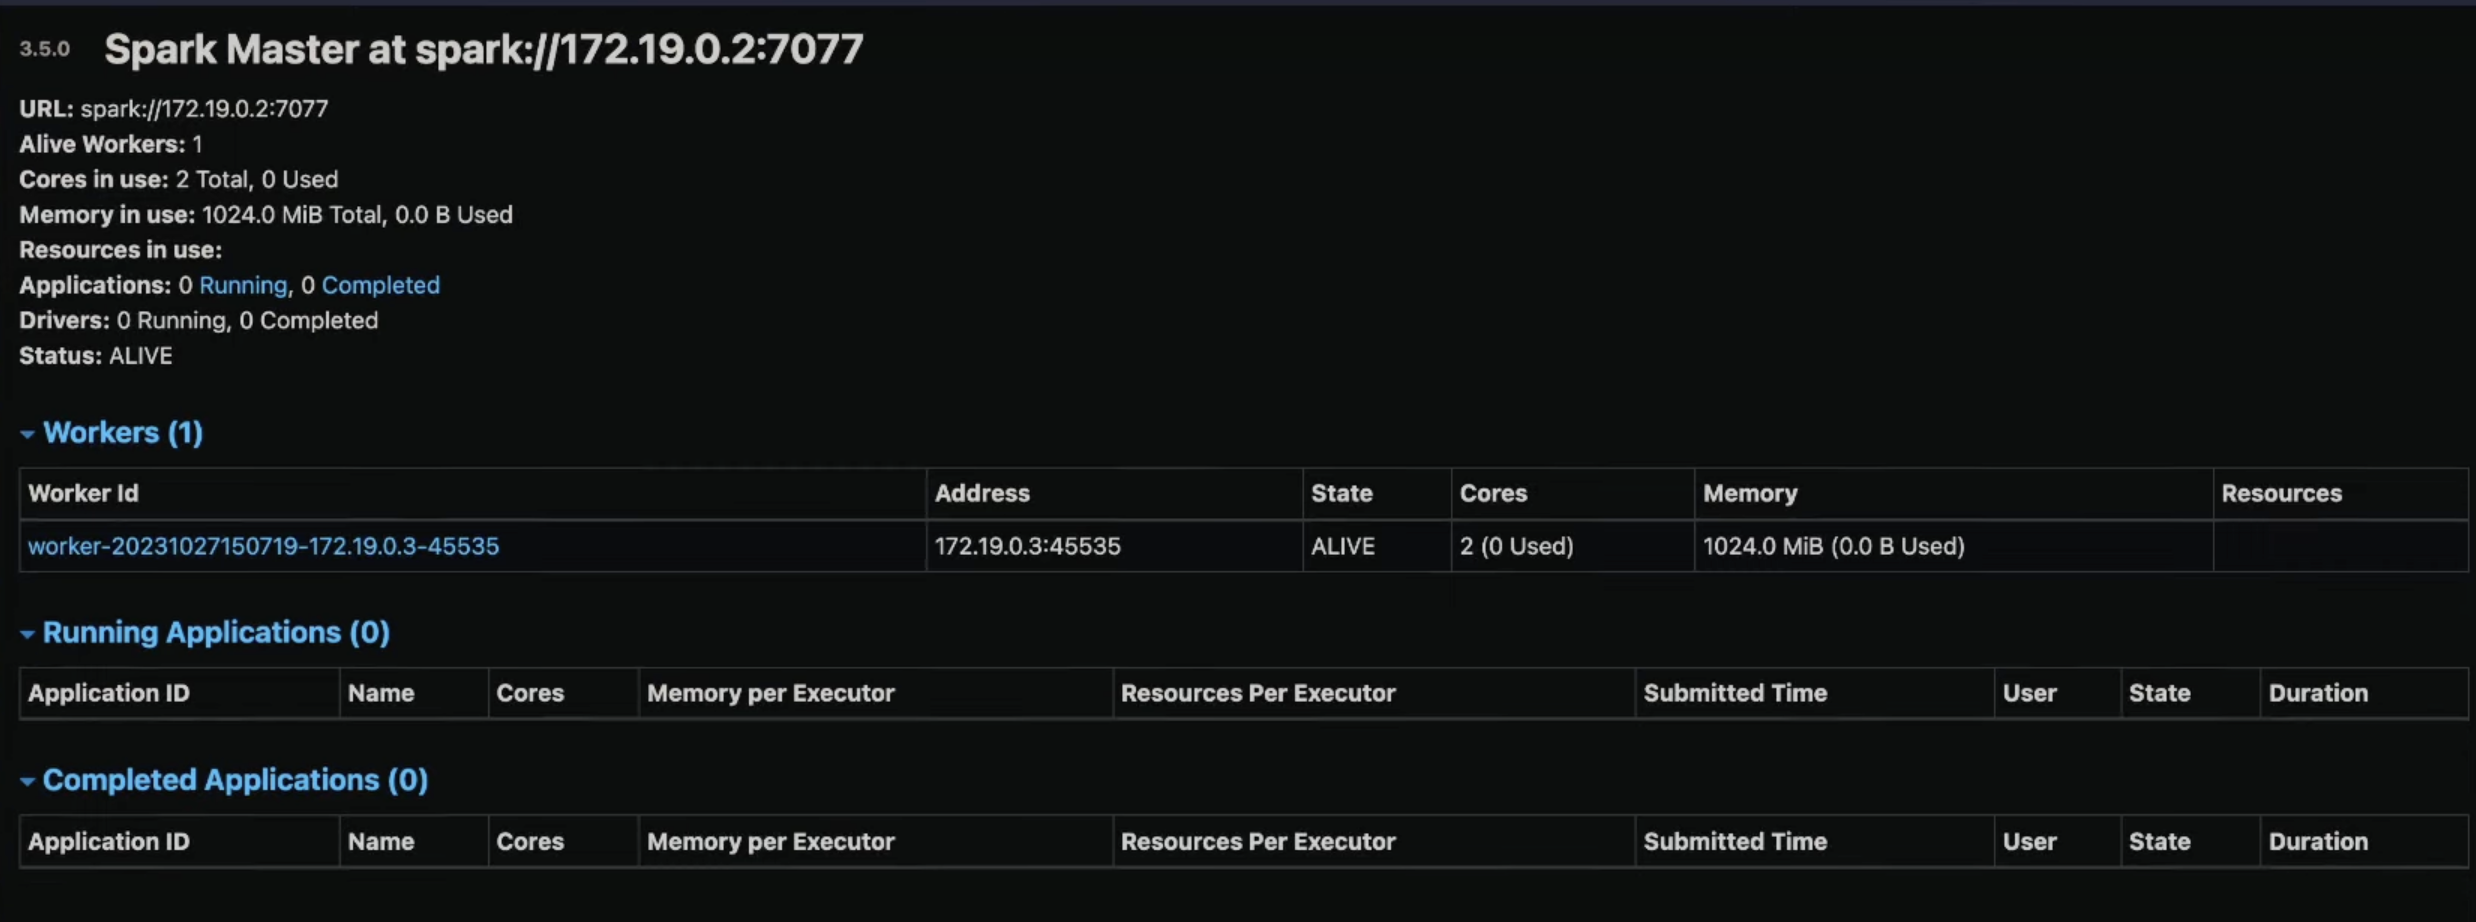 3.5.0 Spark Master at spark://172.19.0.2:7077
URL: spark://172.19.0.2:7077
Alive Workers: 1
Cores in use: 2 Total, 0 Used
Memory in use: 1024.0 MiB Total, 0.0 B Used
Resources in use:
Applications: 0 Running, 0 Completed
Drivers: 0 Running, 0 Completed
Status: ALIVE
Workers (1)
Worker Id Address State Cores Memory Resources
worker-20231027150719-172.19.0.3-45535 172.19.0.3:45535 ALIVE 2 (0 Used) 1024.0 MiB (0.0 B Used)
Running Applications (0)
Application ID Name Cores Memory per Executor Resources Per Executor Submitted Time User State Duration
Completed Applications (0)
Application ID Name Cores Memory per Executor Resources Per Executor Submitted Time User State Duration